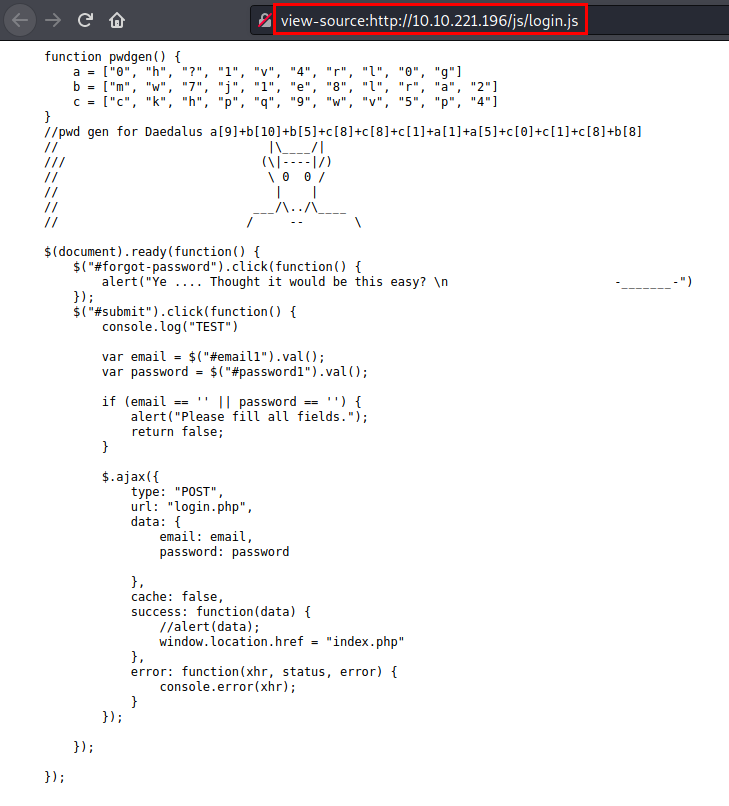 view-source:http://10.10.221.196/js/login.js
function pwdgen() {
    a = ["0", "h", "?", "1", "v", "4", "r", "l", "0", "g"]
    b = ["m", "w", "7", "j", "1", "e", "8", "l", "r", "a", "2"]
    c = ["c", "k", "h", "p", "q", "9", "w", "v", "5", "p", "4"]
}
//pwd gen for Daedalus a[9]+b[10]+b[5]+c[8]+c[8]+c[1]+a[1]+a[5]+c[0]+c[1]+c[8]+b[8]
//                             |\____/|
///                           (\|----|/)
//                             \ 0  0 /
//                              |    |
//                           ___/\../\____
//                          /     --       \
$(document).ready(function() {
    $("#forgot-password").click(function() {
        alert("Ye .... Thought it would be this easy? \n                       -_______-")
    });
    $("#submit").click(function() {
        console.log("TEST")
        var email = $("#email1").val();
        var password = $("#password1").val();
        if (email == '' || password == '') {
            alert("Please fill all fields.");
            return false;
        }
        $.ajax({
            type: "POST",
            url: "login.php",
            data: {
                email: email,
                password: password
            },
            cache: false,
            success: function(data) {
                //alert(data);
                window.location.href = "index.php"
            },
            error: function(xhr, status, error) {
                console.error(xhr);
            }
        });
    });
});